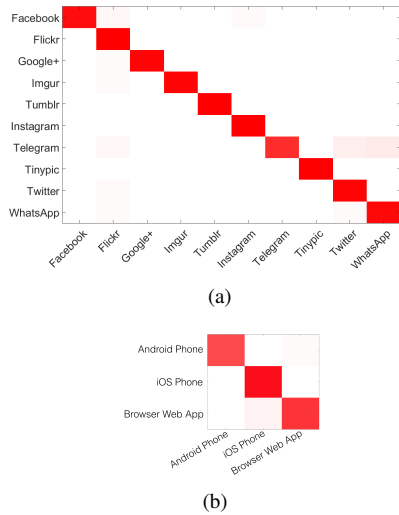 Facebook
Flickr
Google+
Imgur
Tumblr
Instagram
Telegram
Tinypic
Twitter
WhatsApp
Facebook Flickr Google+ Imgur Tumblr Instagram Telegram Tinypic Twitter WhatsApp
(a)
Android Phone
iOS Phone
Browser Web App
Android Phone iOS Phone Browser Web App
(b)